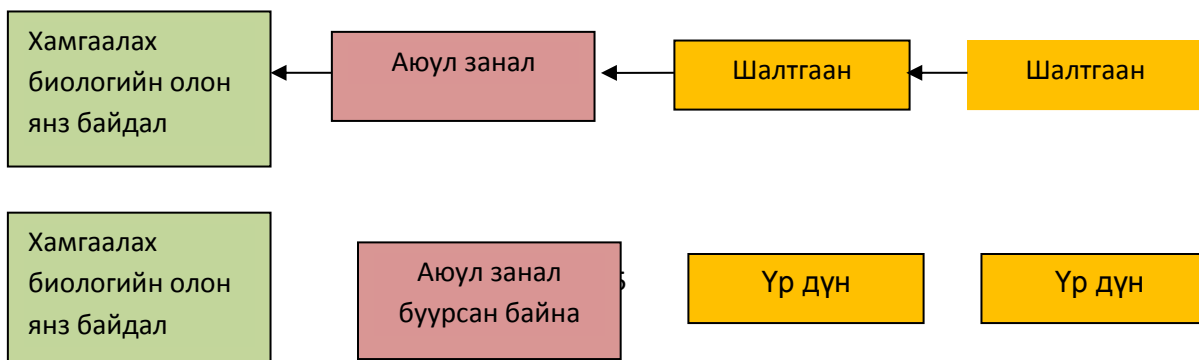 Хамгаалах
биологийн олон
янз байдал
Аюул занал
Шалтгаан
Шалтгаан
Хамгаалах
биологийн олон
янз байдал
Аюул занал
буурсан байна
Үр дүн
Үр дүн